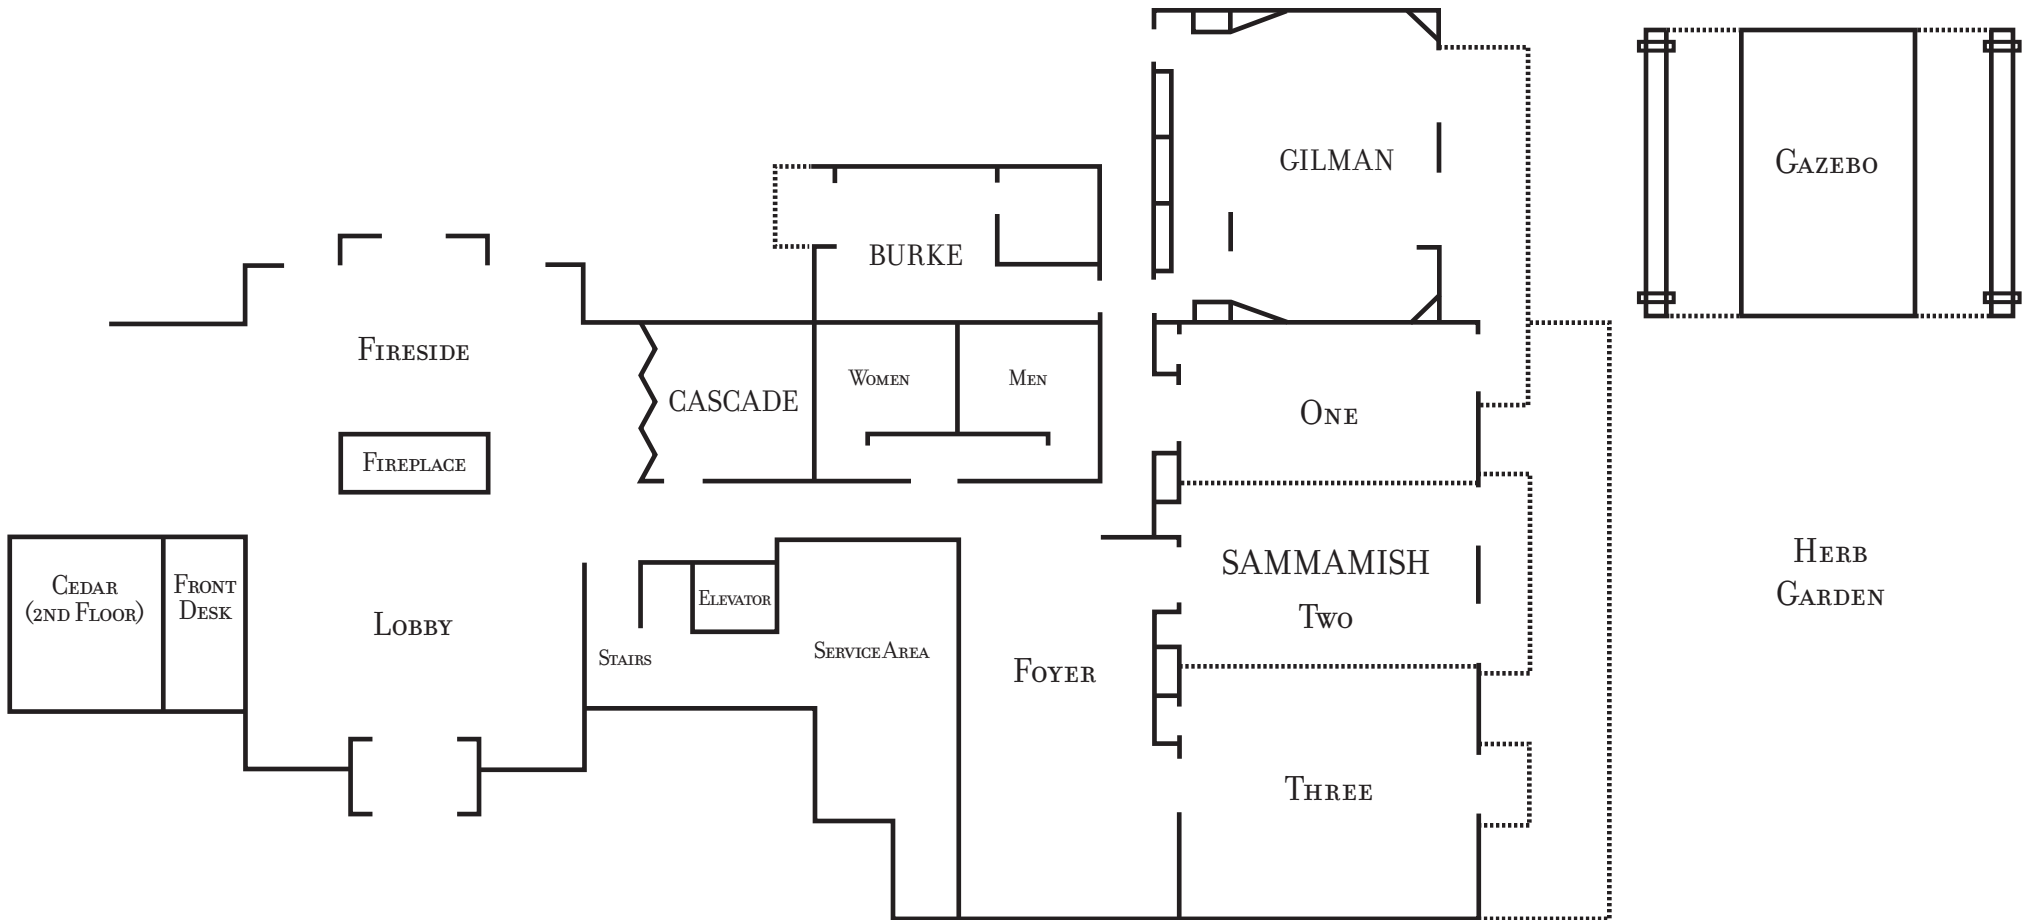 GILMAN
Gazebo
BURKE
Fireside
Women
Men
CASCADE
One
Fireplace
Herb
Garden
SAMMAMISH
Two
Cedar
(2nd Floor)
Front
Desk
Lobby
Elevator
Stairs
Service Area
Foyer
Three